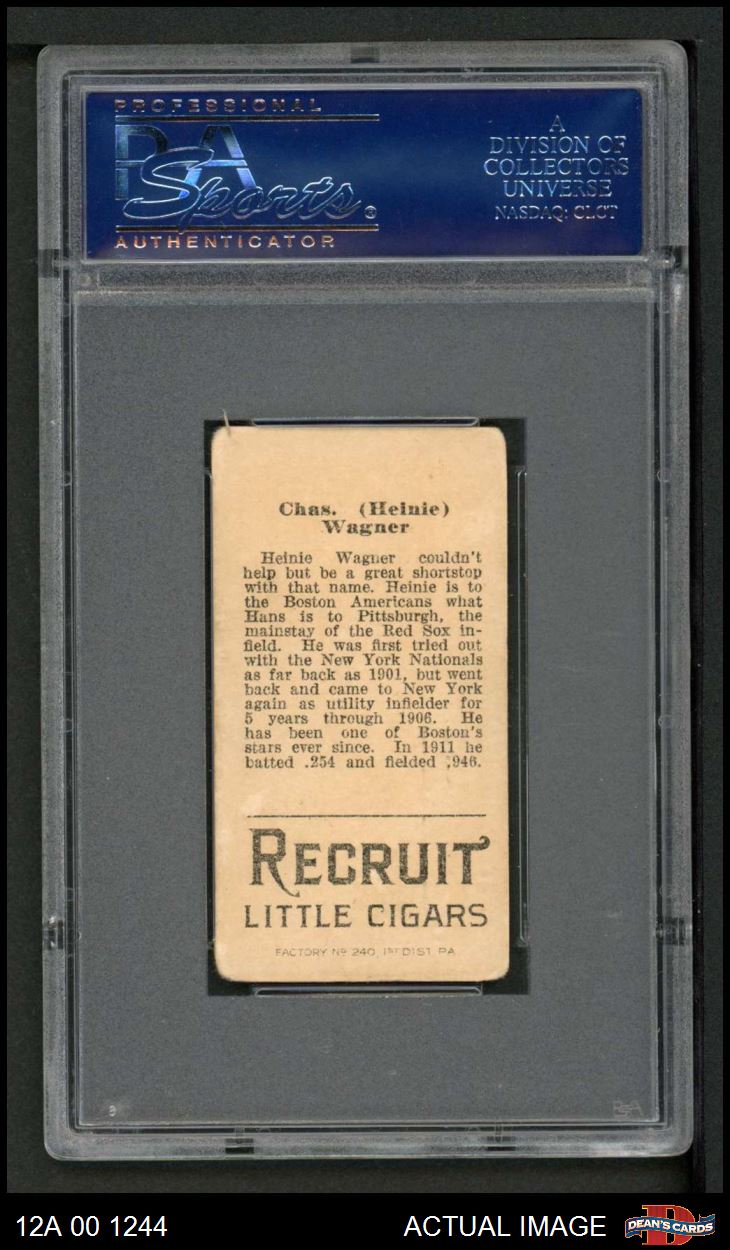 PROFESSIONAL
PSA
Sports ®
AUTHENTICATOR
A
DIVISION OF
COLLECTORS
UNIVERSE
NASDAQ: CLCT
Chas. (Heinie)
Wagner
Heinie Wagner couldn't
help but be a great shortstop
with that name. Heinie is to
the Boston Americans what
Hans is to Pittsburgh, the
mainstay of the Red Sox in-
field. He was first tried out
with the New York Nationals
as far back as 1901, but went
back and came to New York
again as utility infielder for
5 years through 1906. He
has been one of Boston's
stars ever since. In 1911 he
batted .254 and fielded .946.
RECRUIT
LITTLE CIGARS
FACTORY Nº 240, 1ST DIST. PA.
PSA
12A 00 1244
ACTUAL IMAGE
DEAN'S CARDS